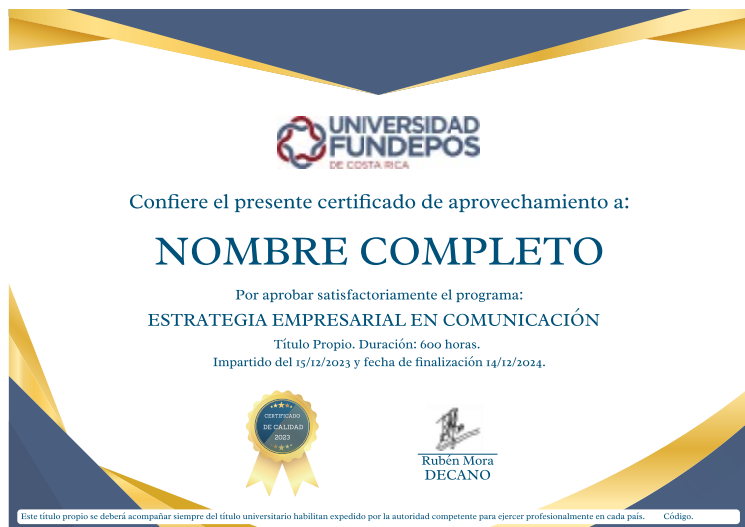 UNIVERSIDAD
FUNDEPOS
DE COSTA RICA
Confiere el presente certificado de aprovechamiento a:
NOMBRE COMPLETO
Por aprobar satisfactoriamente el programa:
ESTRATEGIA EMPRESARIAL EN COMUNICACIÓN
Título Propio. Duración: 600 horas.
Impartido del 15/12/2023 y fecha de finalización 14/12/2024.
CERTIFICADO
DE CALIDAD
2023
Rubén Mora
DECANO
Este título propio se deberá acompañar siempre del título universitario habilitan expedido por la autoridad competente para ejercer profesionalmente en cada país. Código.